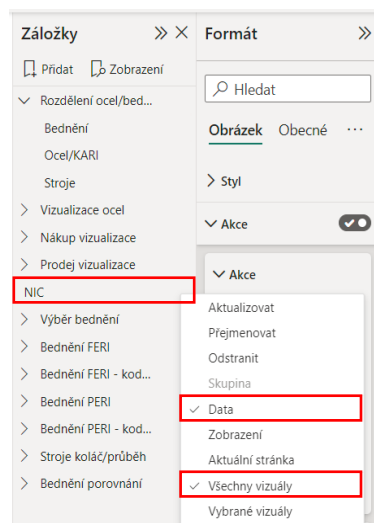 Záložky
Přidat
Zobrazení
Rozdělení ocel/bed...
Bednění
Ocel/KARI
Stroje
Vizualizace ocel
Nákup vizualizace
Prodej vizualizace
NIC
Výběr bednění
Bednění FERI
Bednění FERI - kod...
Bednění PERI
Bednění PERI - kod...
Stroje koláč/průběh
Bednění porovnání
Formát
Hledat
Obrázek Obecné ...
Styl
Akce
Akce
Aktualizovat
Přejmenovat
Odstranit
Skupina
Data
Zobrazení
Aktuální stránka
Všechny vizuály
Vybrané vizuály